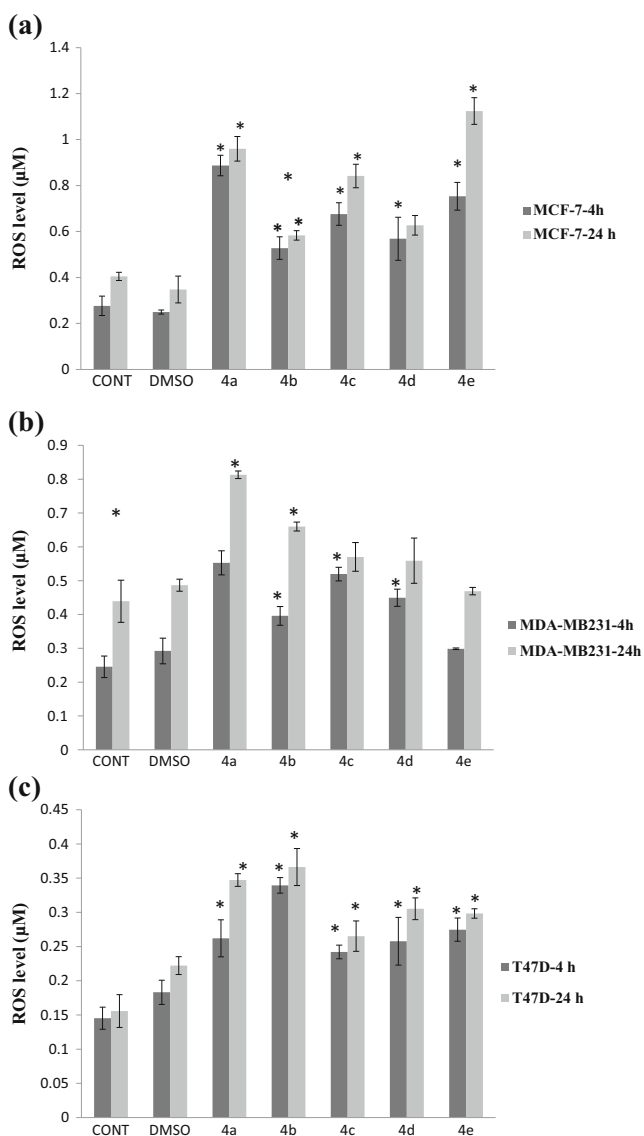 (a)
1.4
1.2
1
0.8
0.6
0.4
0.2
0
ROS level (µM)
* * * * * * * * * * *
CONT DMSO 4a 4b 4c 4d 4e
MCF-7-4h
MCF-7-24 h
(b)
0.9
0.8
0.7
0.6
0.5
0.4
0.3
0.2
0.1
0
ROS level (µM)
* * * * * *
CONT DMSO 4a 4b 4c 4d 4e
MDA-MB231-4h
MDA-MB231-24h
(c)
0.45
0.4
0.35
0.3
0.25
0.2
0.15
0.1
0.05
0
ROS level (µM)
* * * * * * * * * *
CONT DMSO 4a 4b 4c 4d 4e
T47D-4 h
T47D-24 h